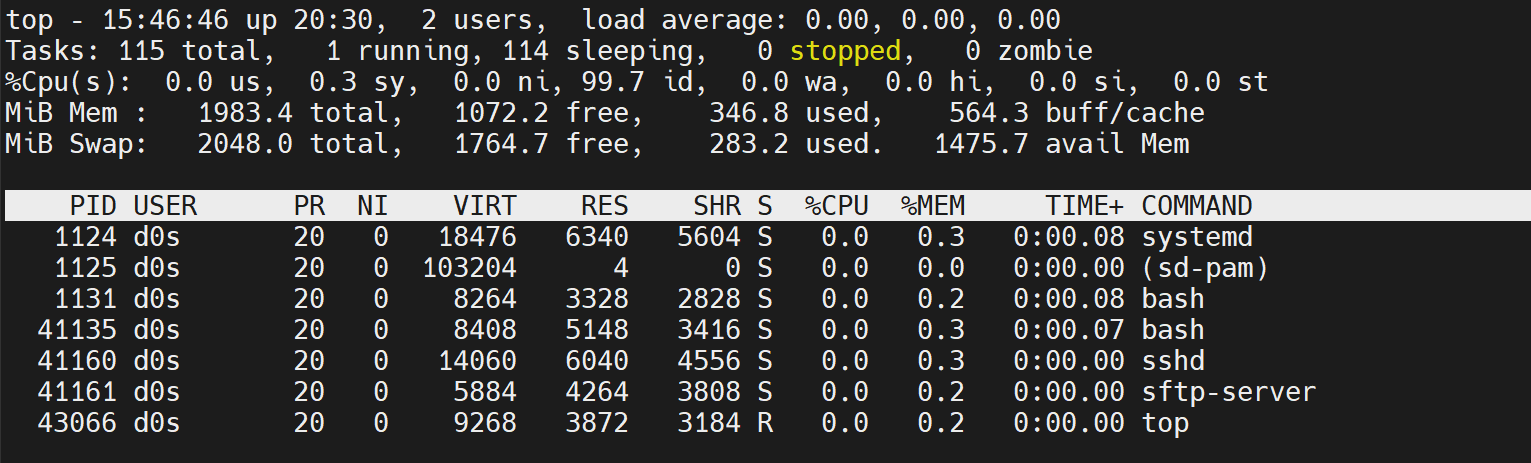 top - 15:46:46 up 20:30,  2 users,  load average: 0.00, 0.00, 0.00
Tasks: 115 total,   1 running, 114 sleeping,   0 stopped,   0 zombie
%Cpu(s):  0.0 us,  0.3 sy,  0.0 ni, 99.7 id,  0.0 wa,  0.0 hi,  0.0 si,  0.0 st
MiB Mem :   1983.4 total,   1072.2 free,    346.8 used,    564.3 buff/cache
MiB Swap:   2048.0 total,   1764.7 free,    283.2 used.   1475.7 avail Mem
    PID USER      PR  NI    VIRT    RES    SHR S  %CPU  %MEM     TIME+ COMMAND
   1124 d0s       20   0   18476   6340   5604 S   0.0   0.3   0:00.08 systemd
   1125 d0s       20   0  103204      4      0 S   0.0   0.0   0:00.00 (sd-pam)
   1131 d0s       20   0    8264   3328   2828 S   0.0   0.2   0:00.08 bash
  41135 d0s       20   0    8408   5148   3416 S   0.0   0.3   0:00.07 bash
  41160 d0s       20   0   14060   6040   4556 S   0.0   0.3   0:00.00 sshd
  41161 d0s       20   0    5884   4264   3808 S   0.0   0.2   0:00.00 sftp-server
  43066 d0s       20   0    9268   3872   3184 R   0.0   0.2   0:00.00 top